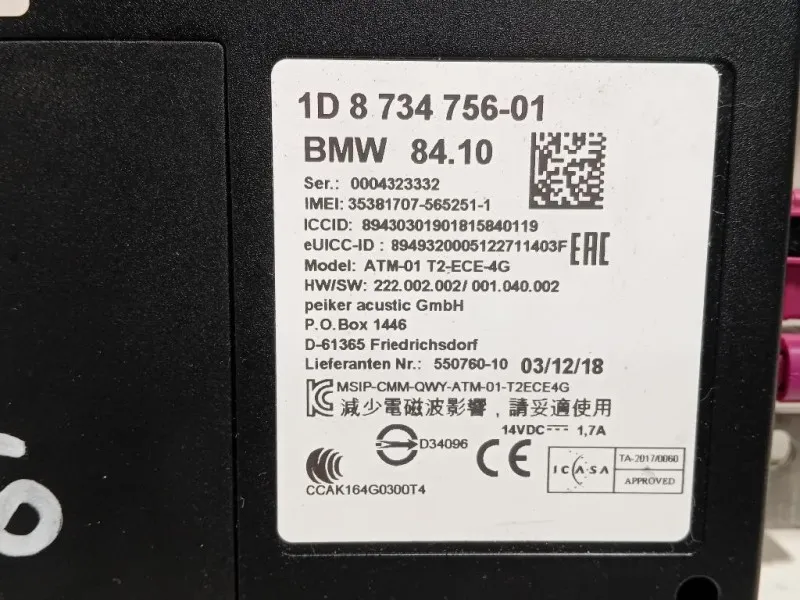 1D 8 734 756-01
BMW 84.10
Ser.: 0004323332
IMEI: 35381707-565251-1
ICCID: 89430301901815840119
eUICC-ID : 8949320005122711403F
EAC
Model: ATM-01 T2-ECE-4G
HW/SW: 222.002.002/ 001.040.002
peiker acustic GmbH
P.O.Box 1446
D-61365 Friedrichsdorf
Lieferanten Nr.: 550760-10 03/12/18
MSIP-CMM-QWY-ATM-01-T2ECE4G
減少電磁波影響，請妥適使用
14VDC 1,7A
D34096
CE
ICASA
TA-2017/0060
APPROVED
CCAK164G0300T4